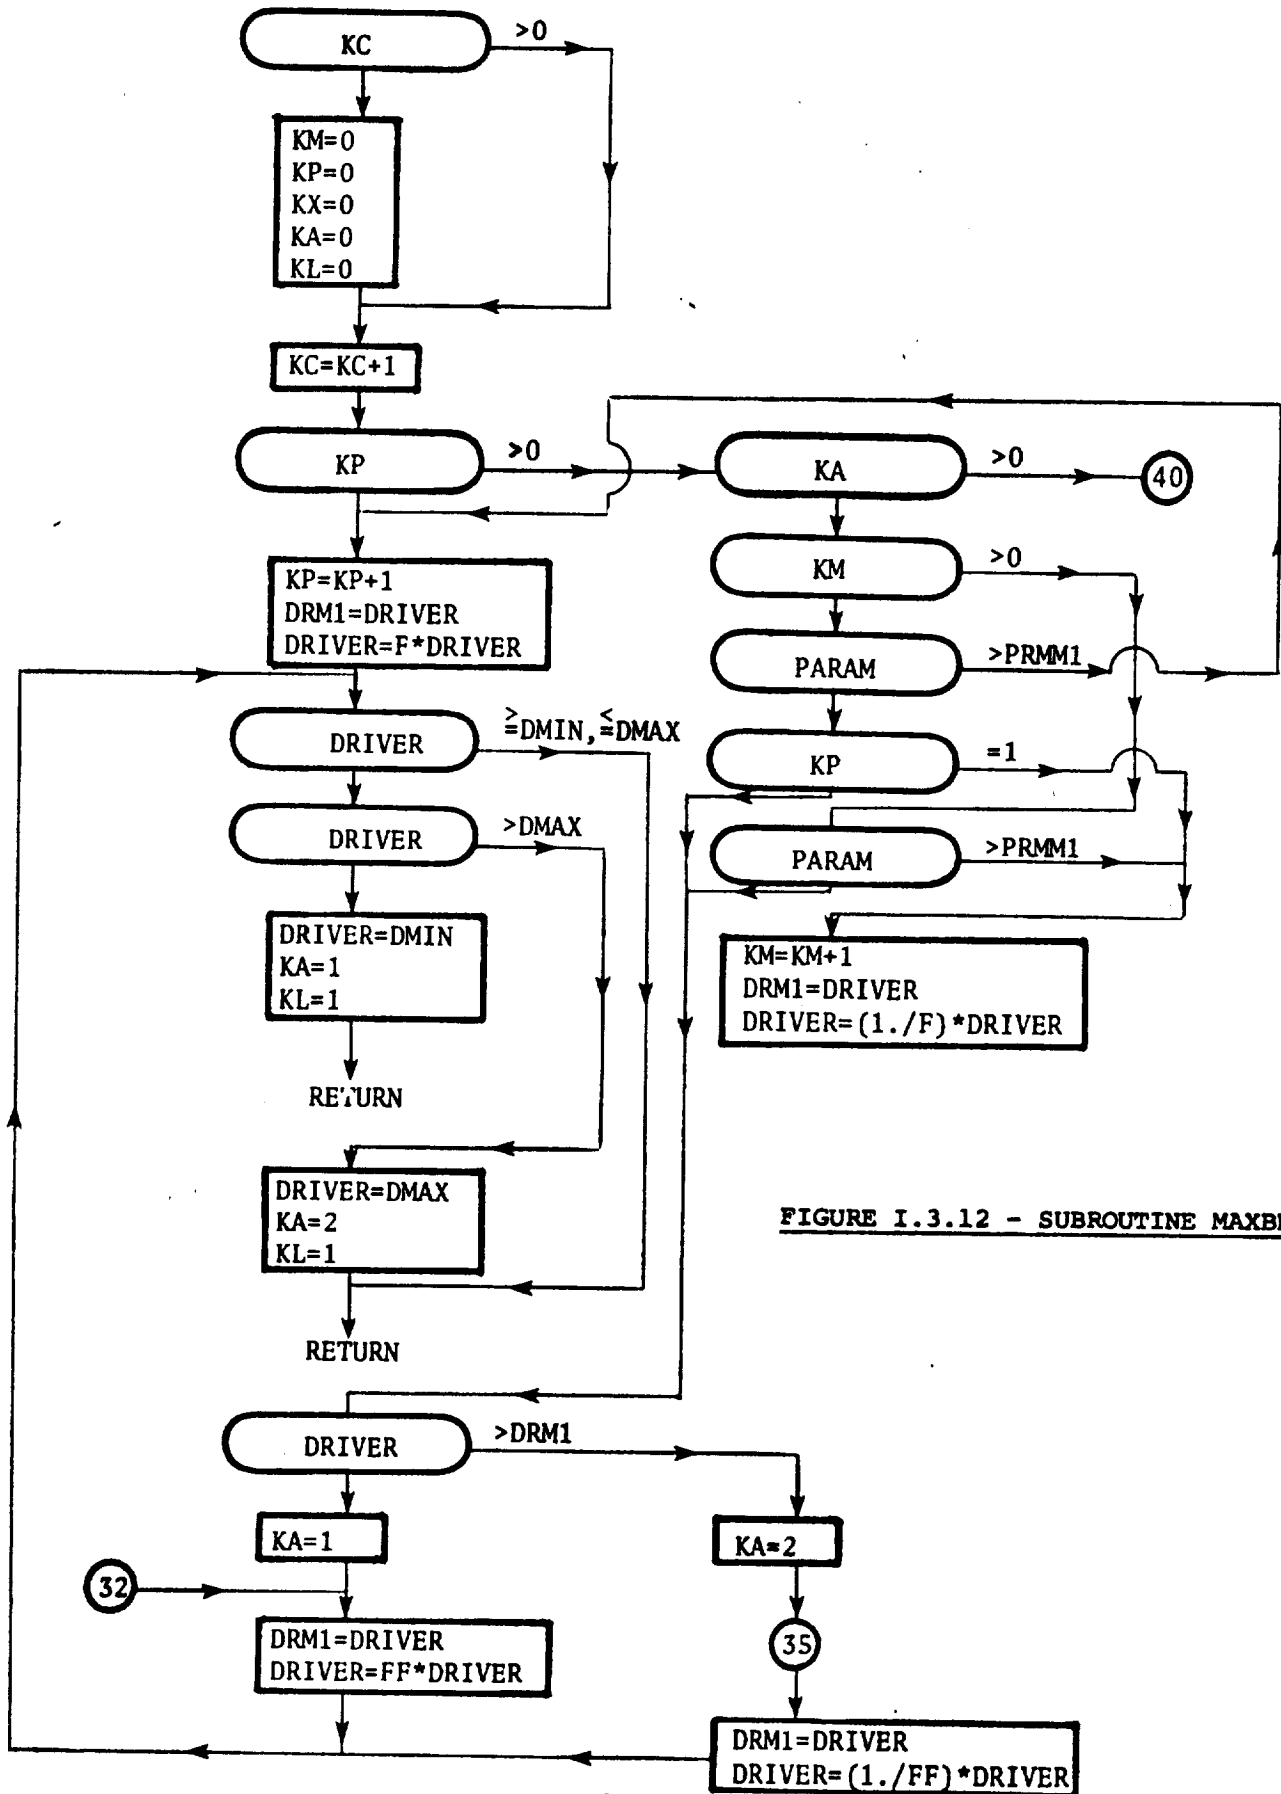 KC
>0
KM=0
KP=0
KX=0
KA=0
KL=0
KC=KC+1
KP
>0
KA
>0
40
KM
>0
KP=KP+1
DRM1=DRIVER
DRIVER=F*DRIVER
PARAM
>PRMM1
DRIVER
≥DMIN,≤DMAX
KP
=1
DRIVER
>DMAX
PARAM
>PRMM1
DRIVER=DMIN
KA=1
KL=1
KM=KM+1
DRM1=DRIVER
DRIVER=(1./F)*DRIVER
RETURN
DRIVER=DMAX
KA=2
KL=1
FIGURE I.3.12 - SUBROUTINE
RETURN
DRIVER
>DRM1
KA=1
KA=2
32
35
DRM1=DRIVER
DRIVER=FF*DRIVER
DRM1=DRIVER
DRIVER=(1./FF)*DRIVER